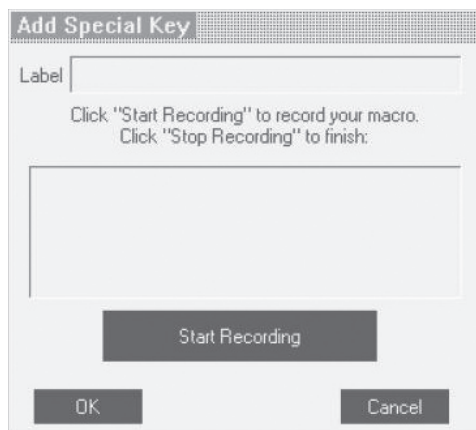 Add Special Key
Label
Click "Start Recording" to record your macro.
Click "Stop Recording" to finish:
Start Recording
OK Cancel